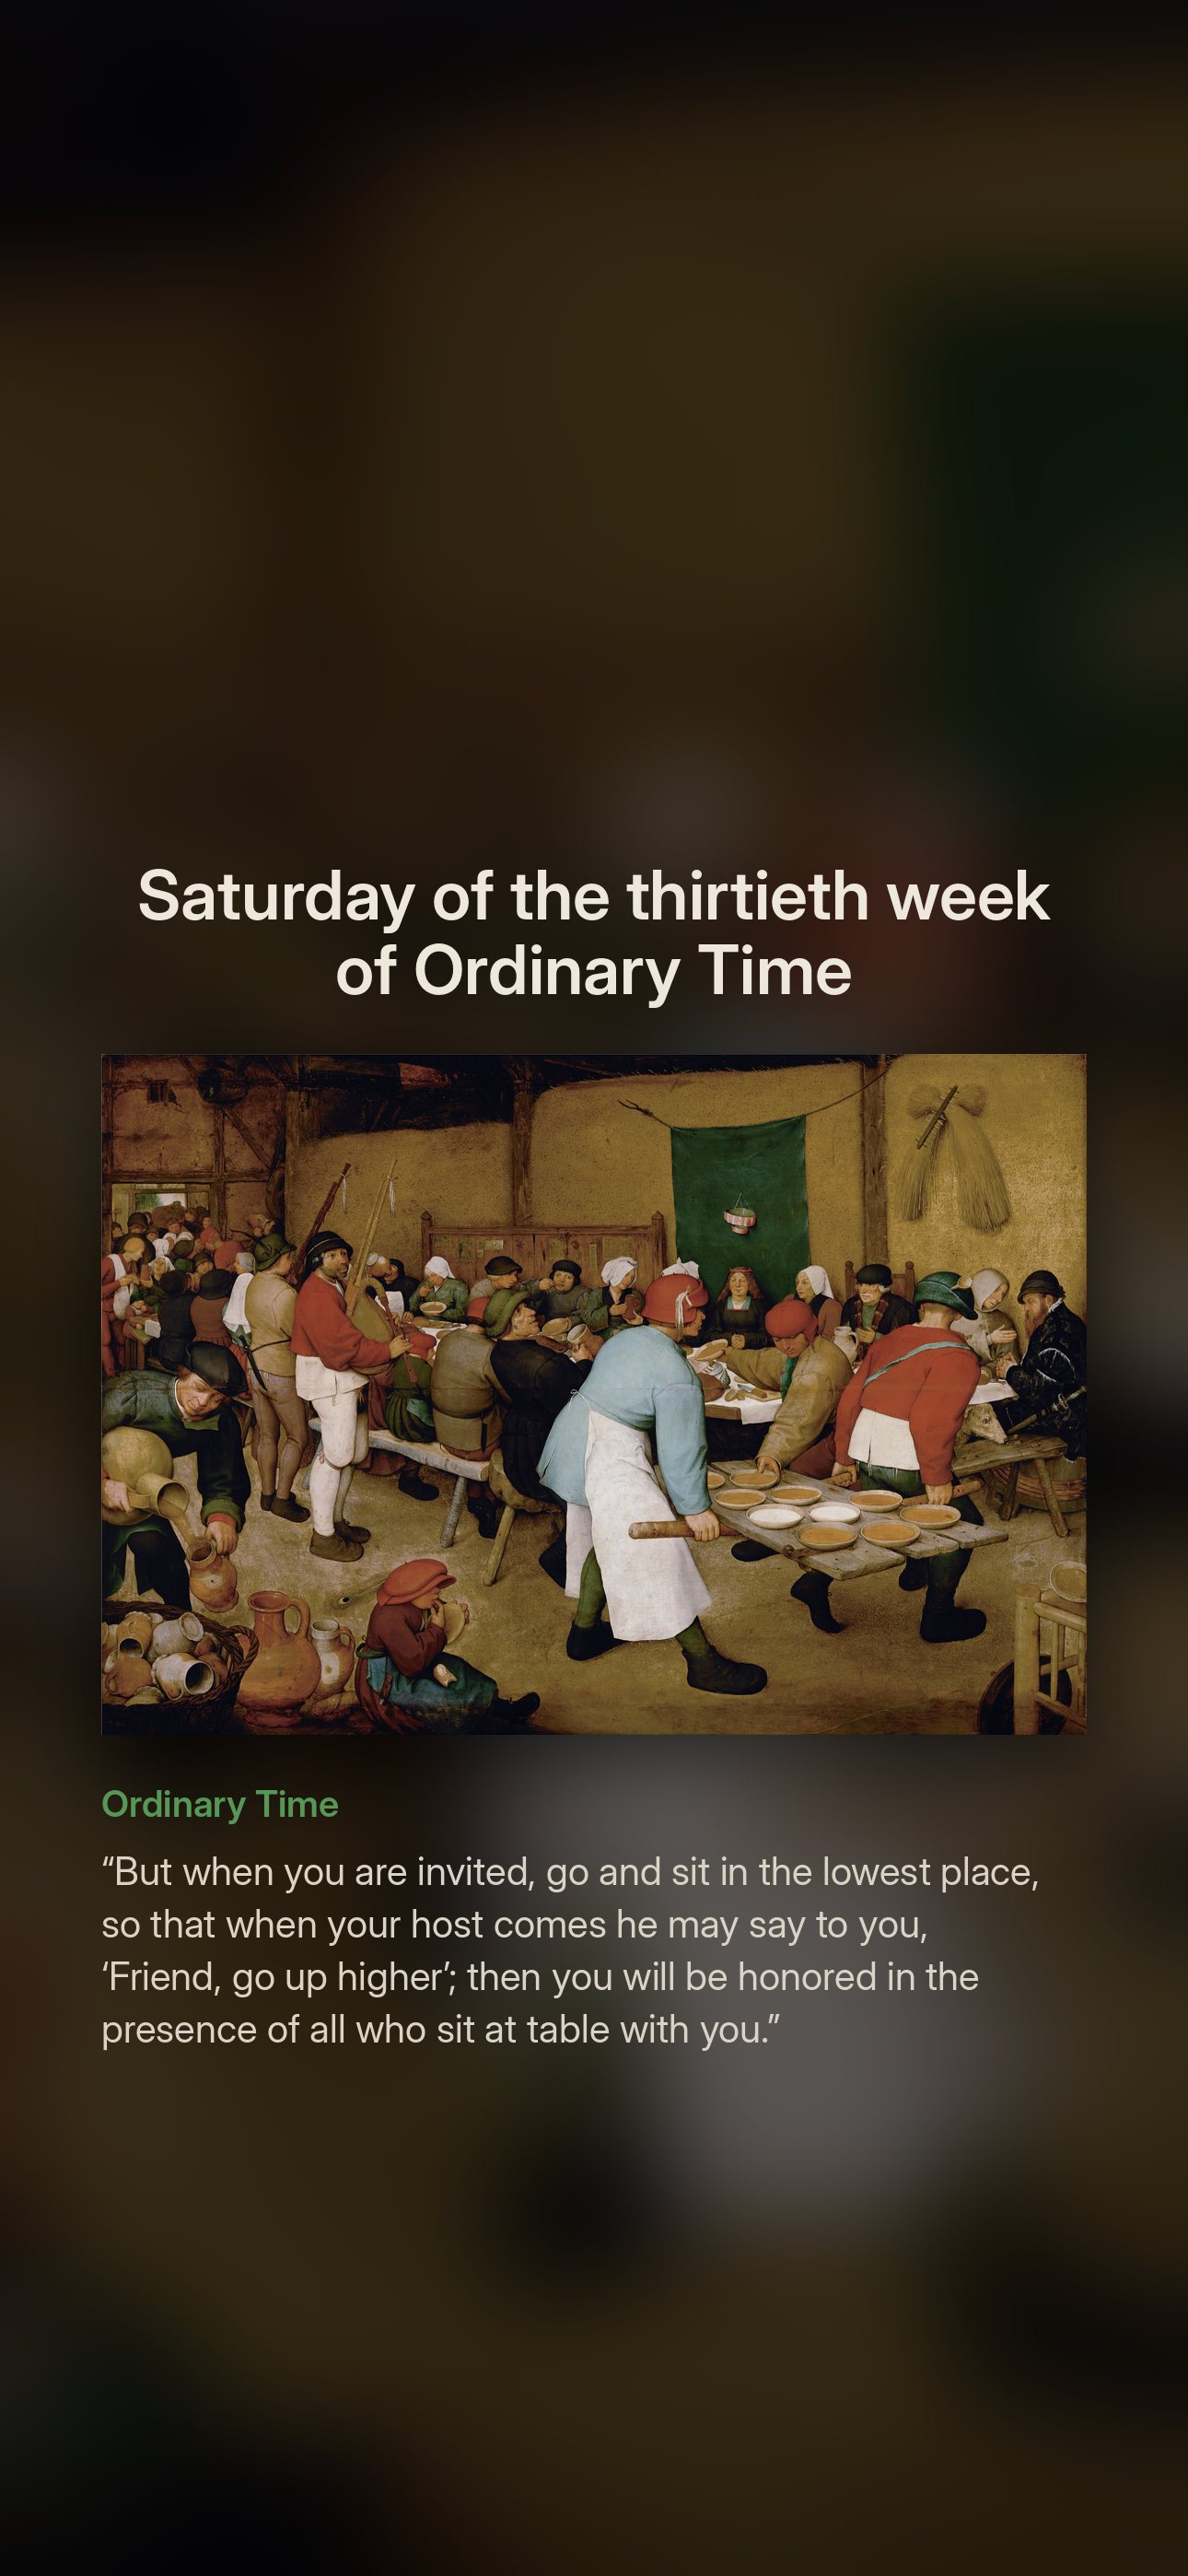 Saturday of the thirtieth week
of Ordinary Time
Ordinary Time
“But when you are invited, go and sit in the lowest place,
so that when your host comes he may say to you,
‘Friend, go up higher’; then you will be honored in the
presence of all who sit at table with you.”